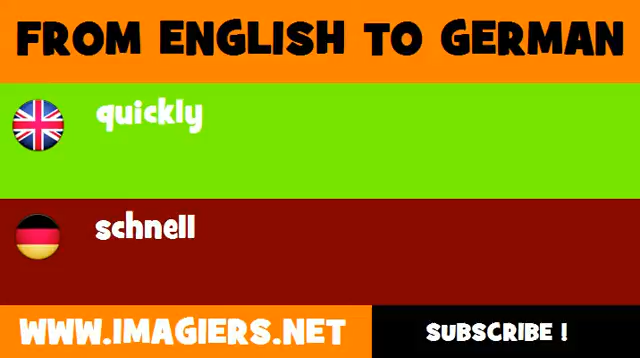 FROM ENGLISH TO GERMAN
quickly
schnell
WWW.IMAGIERS.NET
SUBSCRIBE !